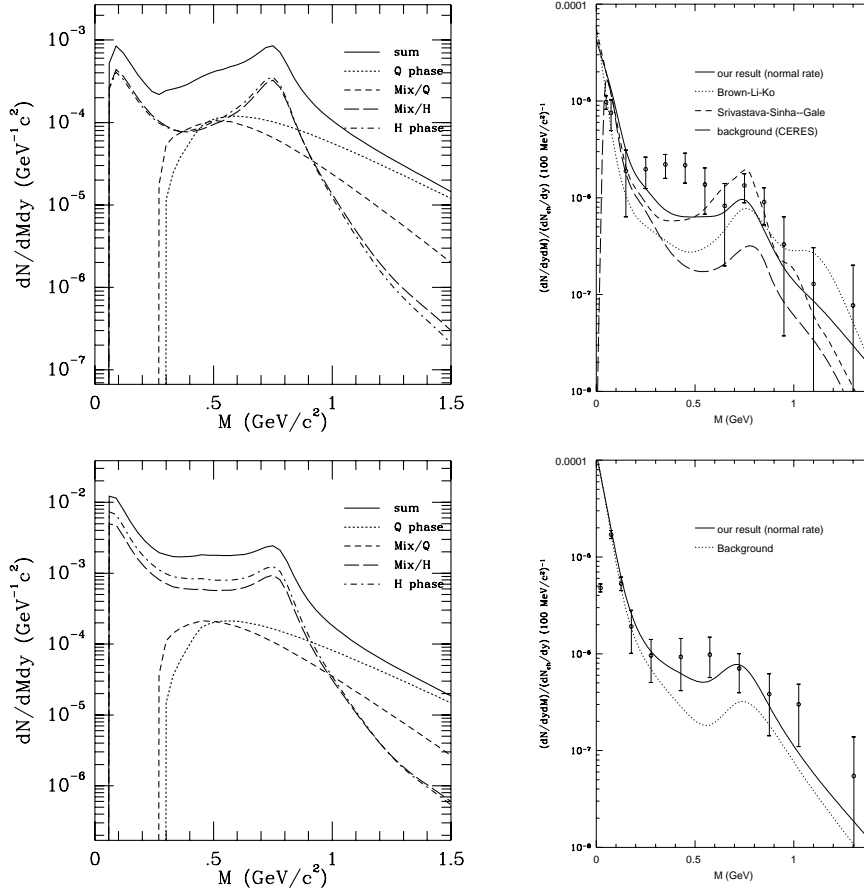 10⁻³
10⁻⁴
10⁻⁵
10⁻⁶
10⁻⁷
dN/dMdy (GeV⁻¹c²)
sum
Q phase
Mix/Q
Mix/H
H phase
0 .5 1 1.5
M (GeV/c²)
0.0001
10⁻⁵
10⁻⁶
10⁻⁷
10⁻⁸
(dN/dydM)/(dN_ch/dy) (100 MeV/c²)⁻¹
our result (normal rate)
Brown-Li-Ko
Srivastava-Sinha--Gale
background (CERES)
0 0.5 1
M (GeV)
10⁻²
10⁻³
10⁻⁴
10⁻⁵
10⁻⁶
dN/dMdy (GeV⁻¹c²)
sum
Q phase
Mix/Q
Mix/H
H phase
0 .5 1 1.5
M (GeV/c²)
0.0001
10⁻⁵
10⁻⁶
10⁻⁷
10⁻⁸
(dN/dydM)/(dN_ch/dy) (100 MeV/c²)⁻¹
our result (normal rate)
Background
0 0.5 1
M (GeV)